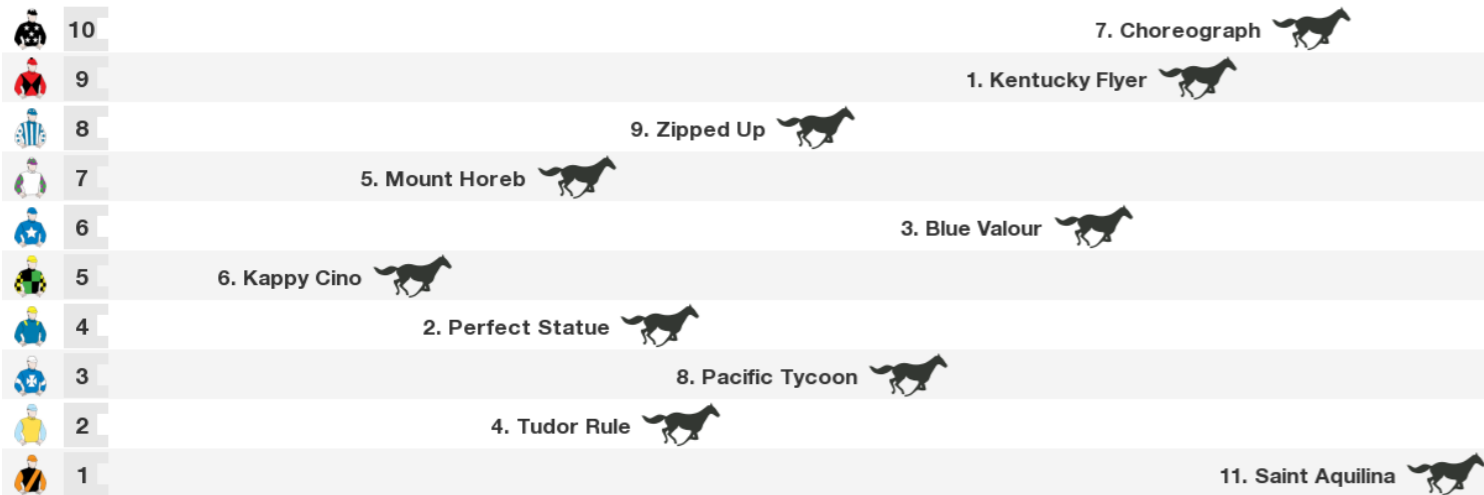 10 7. Choreograph
9 1. Kentucky Flyer
8 9. Zipped Up
7 5. Mount Horeb
6 3. Blue Valour
5 6. Kappy Cino
4 2. Perfect Statue
3 8. Pacific Tycoon
2 4. Tudor Rule
1 11. Saint Aquilina